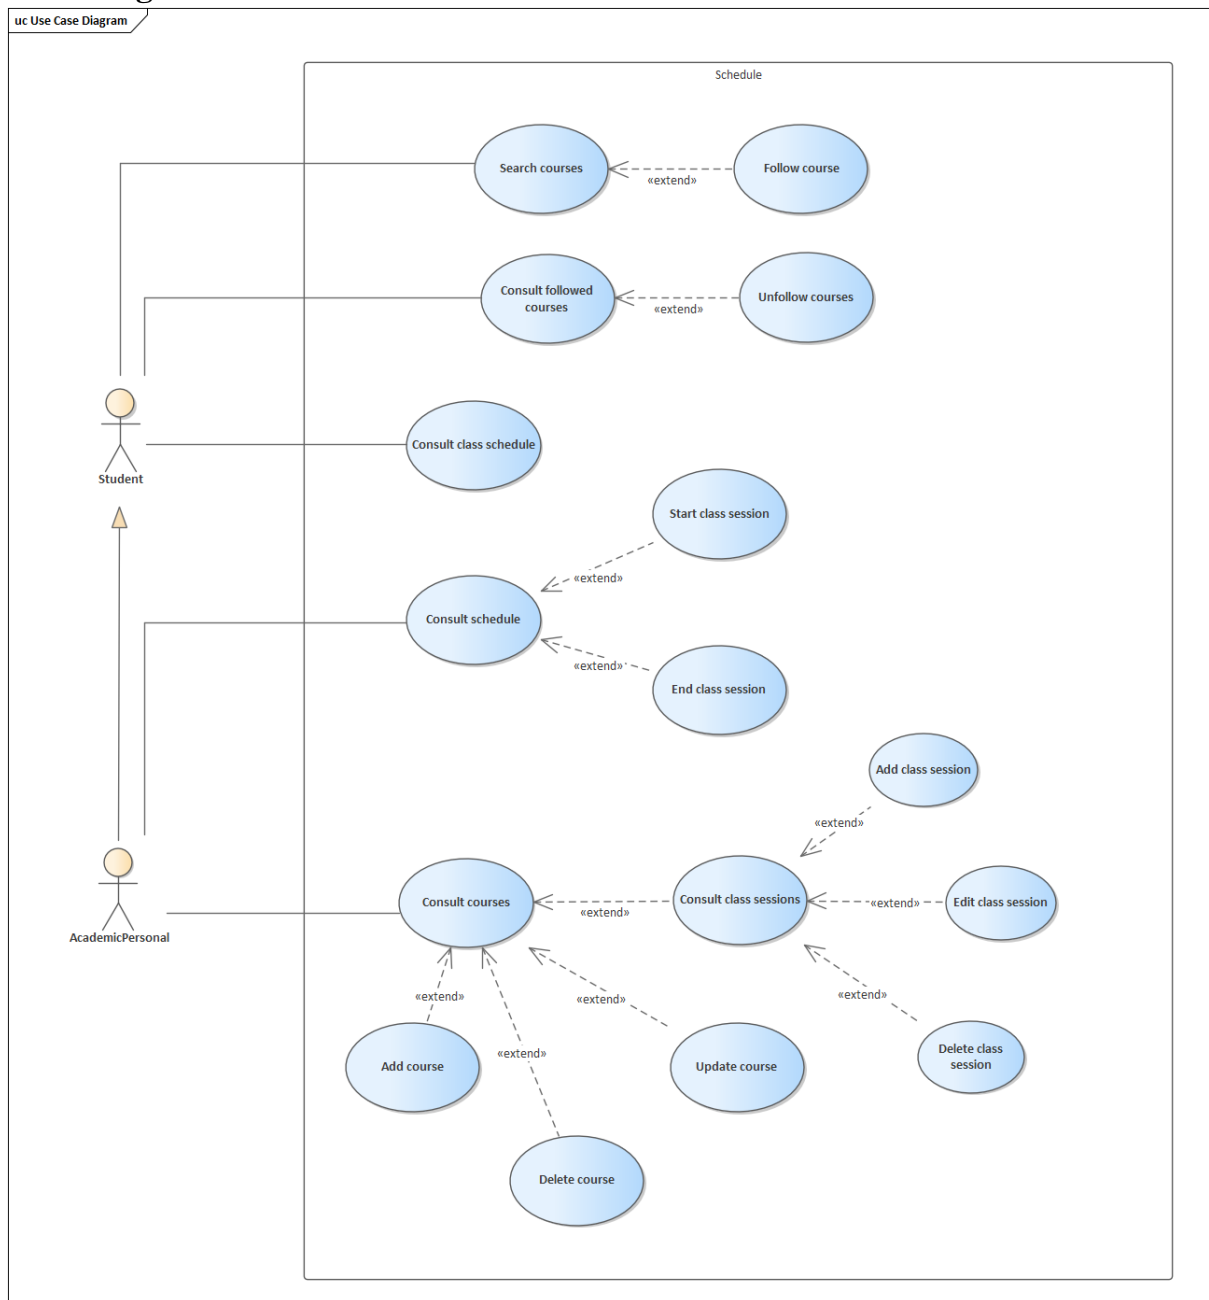 uc Use Case Diagram
Schedule
Search courses
«extend»
Follow course
Consult followed
courses
«extend»
Unfollow courses
Student
Consult class schedule
Start class session
«extend»
Consult schedule
«extend»
End class session
Add class session
«extend»
AcademicPersonal
Consult courses
«extend»
Consult class sessions
«extend»
Edit class session
«extend»
«extend»
«extend»
«extend»
Add course
Update course
Delete class
session
Delete course